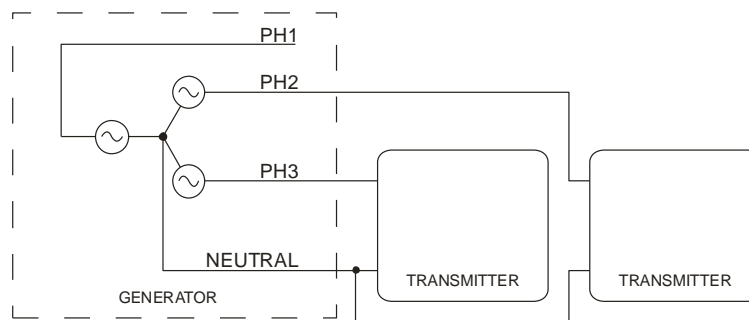 PH1
PH2
PH3
NEUTRAL
TRANSMITTER
TRANSMITTER
GENERATOR